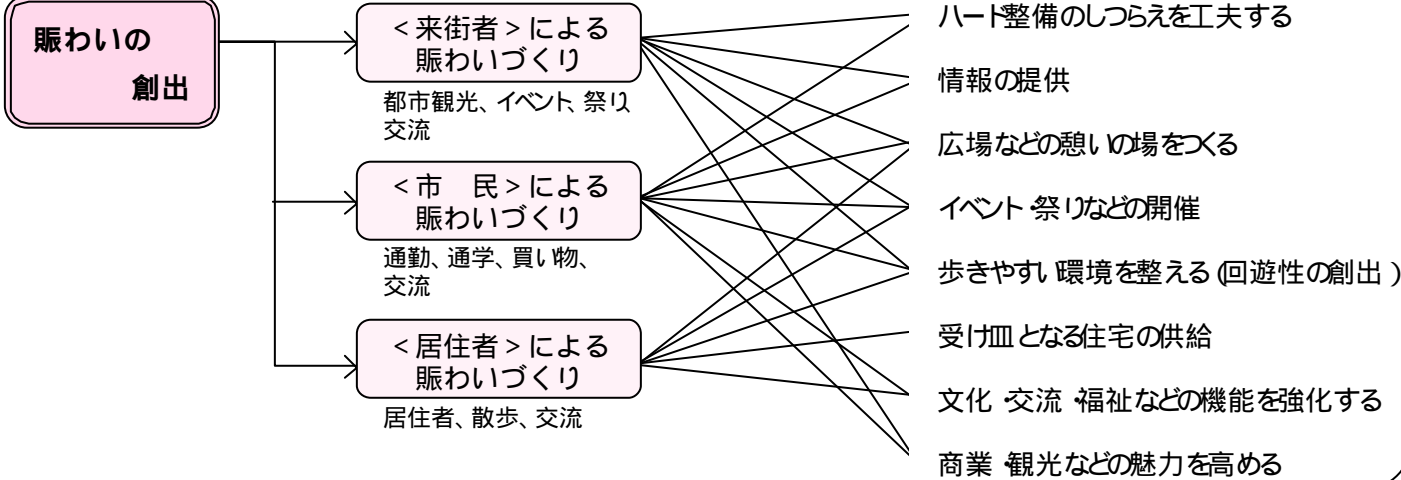 賑わいの
創出
＜来街者＞による
賑わいづくり
都市観光、イベント、祭り
交流
＜市　民＞による
賑わいづくり
通勤、通学、買い物、
交流
＜居住者＞による
賑わいづくり
居住者、散歩、交流
ハード整備のしつらえを工夫する
情報の提供
広場などの憩いの場をつくる
イベント・祭りなどの開催
歩きやすい環境を整える(回遊性の創出)
受け皿となる住宅の供給
文化・交流・福祉などの機能を強化する
商業・観光などの魅力を高める